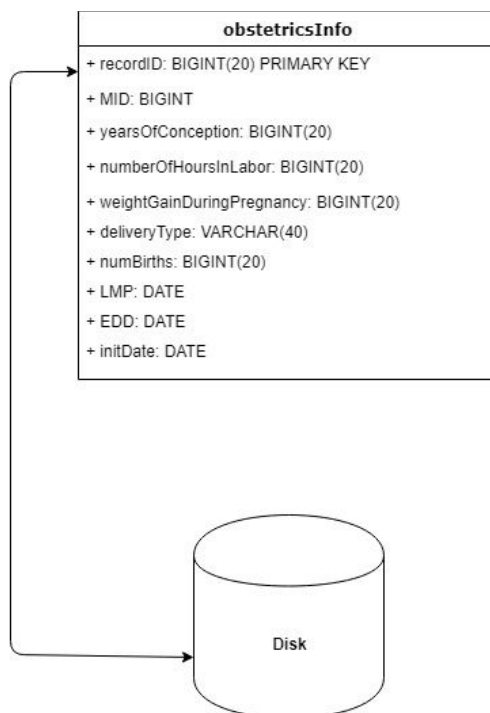 obstetricsInfo
+ recordID: BIGINT(20) PRIMARY KEY
+ MID: BIGINT
+ yearsOfConception: BIGINT(20)
+ numberOfHoursInLabor: BIGINT(20)
+ weightGainDuringPregnancy: BIGINT(20)
+ deliveryType: VARCHAR(40)
+ numBirths: BIGINT(20)
+ LMP: DATE
+ EDD: DATE
+ initDate: DATE
Disk